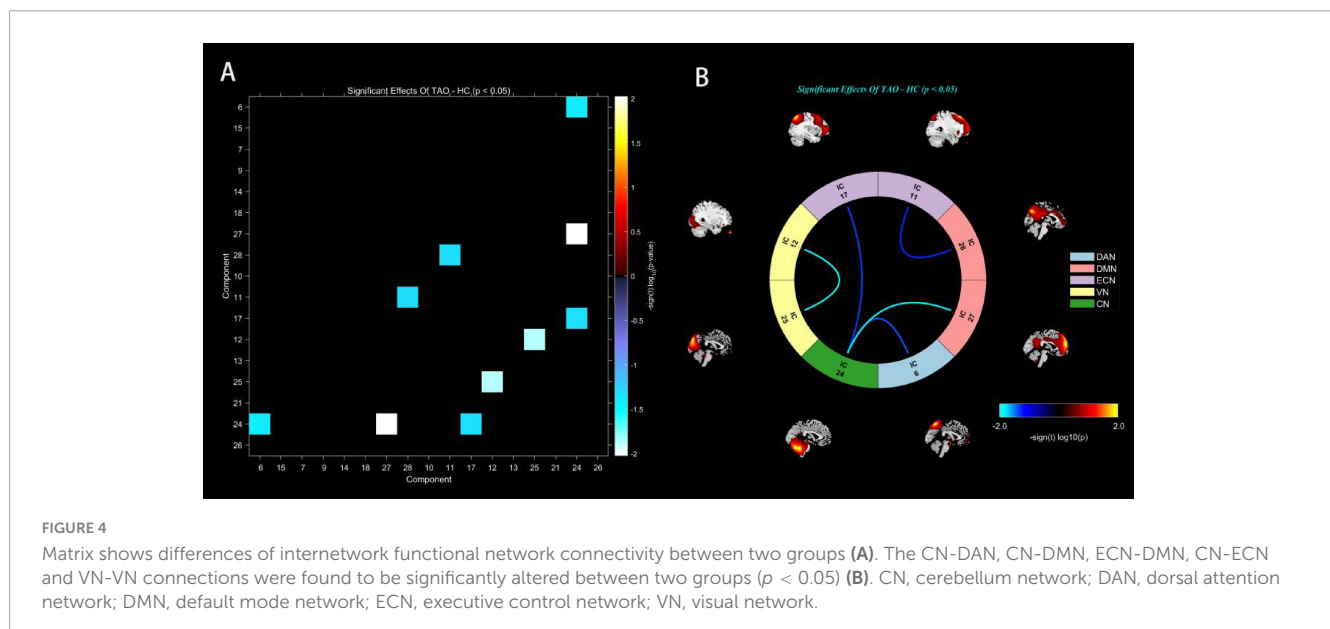 A
Significant Effects Of TAO - HC (p < 0.05)
6
15
7
9
14
18
27
28
10
11
17
12
13
25
21
24
26
Component
6 15 7 9 14 18 27 28 10 11 17 12 13 25 21 24 26
Component
2
1.5
1
0.5
0
-0.5
-1
-1.5
-2
-sign(t) log10(p-value)
B
Significant Effects Of TAO - HC (p < 0.05)
IC 17
IC 11
IC 12
IC 28
IC 25
IC 27
IC 24
IC 6
DAN
DMN
ECN
VN
CN
-2.0 2.0
-sign(t) log10(p)
FIGURE 4
Matrix shows differences of internetwork functional network connectivity between two groups (A). The CN-DAN, CN-DMN, ECN-DMN, CN-ECN
and VN-VN connections were found to be significantly altered between two groups (p < 0.05) (B). CN, cerebellum network; DAN, dorsal attention
network; DMN, default mode network; ECN, executive control network; VN, visual network.